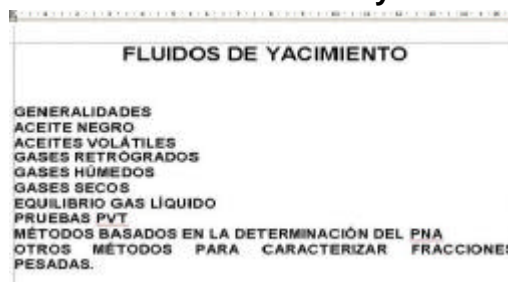 FLUIDOS DE YACIMIENTO
GENERALIDADES
ACEITE NEGRO
ACEITES VOLÁTILES
GASES RETRÓGRADOS
GASES HÚMEDOS
GASES SECOS
EQUILIBRIO GAS LÍQUIDO
PRUEBAS PVT
MÉTODOS BASADOS EN LA DETERMINACIÓN DEL PNA
OTROS MÉTODOS PARA CARACTERIZAR FRACCIONES
PESADAS.